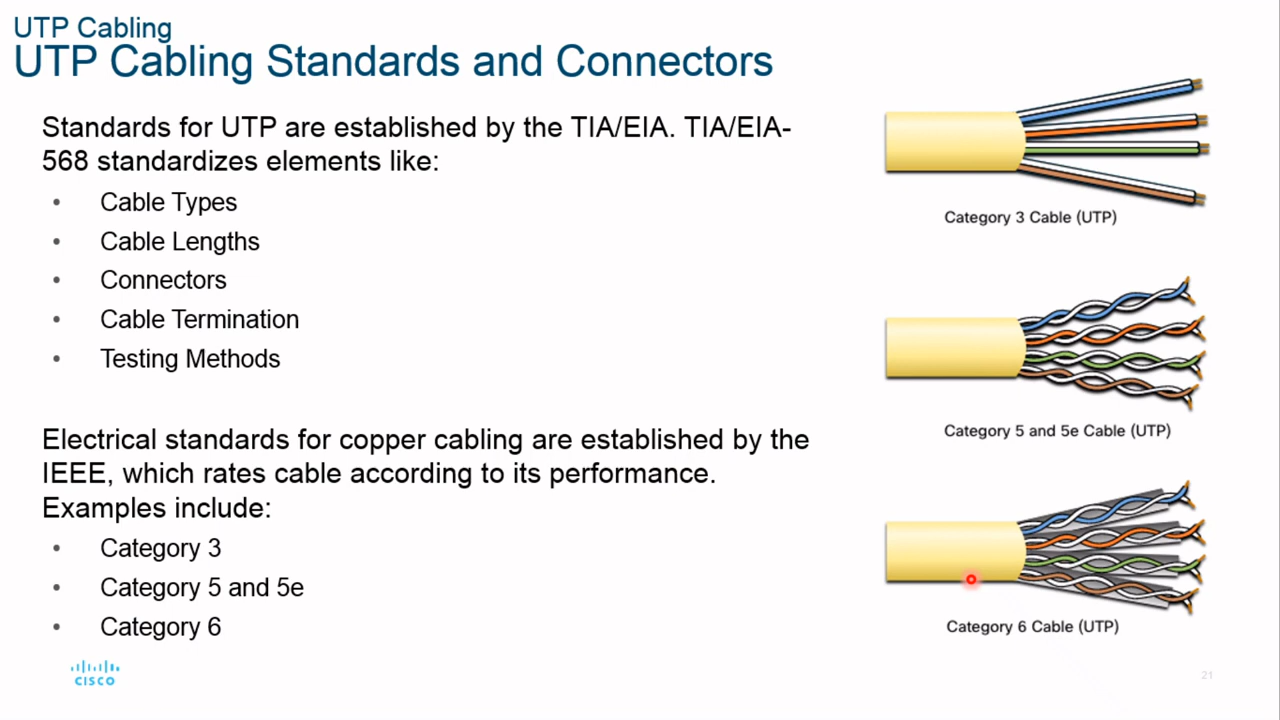 UTP Cabling
UTP Cabling Standards and Connectors
Standards for UTP are established by the TIA/EIA. TIA/EIA-
568 standardizes elements like:
• Cable Types
• Cable Lengths
• Connectors
• Cable Termination
• Testing Methods
Electrical standards for copper cabling are established by the
IEEE, which rates cable according to its performance.
Examples include:
• Category 3
• Category 5 and 5e
• Category 6
Category 3 Cable (UTP)
Category 5 and 5e Cable (UTP)
Category 6 Cable (UTP)
CISCO
21